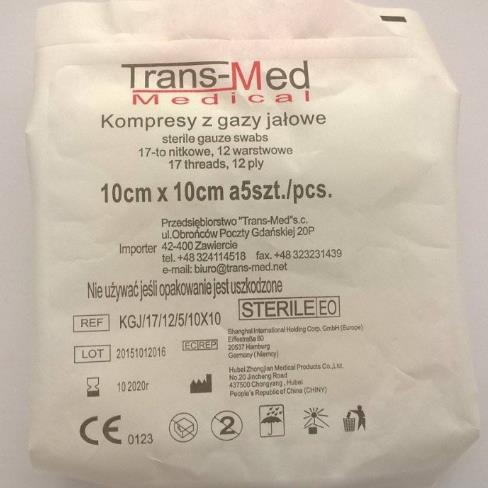 Trans-Med
Medical
Kompresy z gazy jałowe
sterile gauze swabs
17-to nitkowe, 12 warstwowe
17 threads, 12 ply
10cm x 10cm a5szt./pcs.
Przedsiębiorstwo "Trans-Med"s.c.
ul.Obrońców Poczty Gdańskiej 20P
Importer 42-400 Zawiercie
tel. +48 324114518 fax. +48 323231439
e-mail: biuro@trans-med.net
Nie używać jeśli opakowanie jest uszkodzone
STERILE EO
REF KGJ/17/12/5/10X10
LOT 20151012016
10 2020r
EC REP
Shanghai International Holding Corp. GmbH (Europe)
Eiffestraße 80
20537 Hamburg
Germany ( Niemcy)
Hubei Zhongjian Medical Products Co.,Ltd.
No.20 Jincheng Road
437500 Chongyang , Hubei
People's Republic of China (CHINY)
CE 0123
2